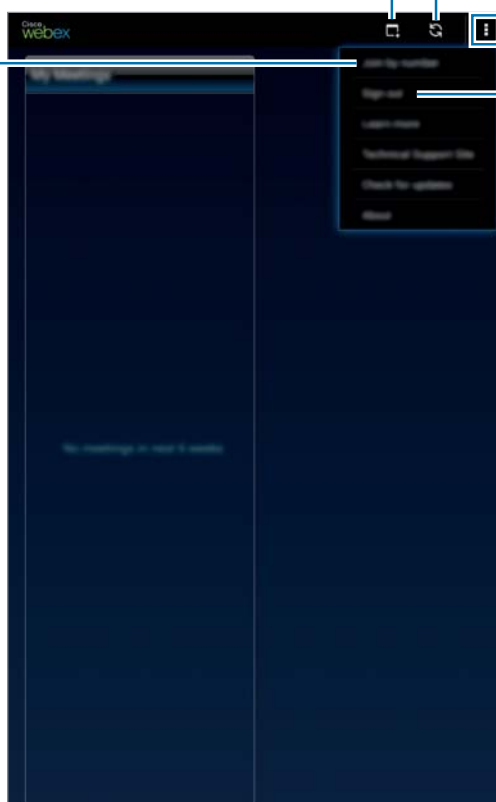 Cisco
webex
My Meetings
Join by number
Sign out
Learn more
Technical Support Site
Check for updates
About
No meetings in next 4 weeks